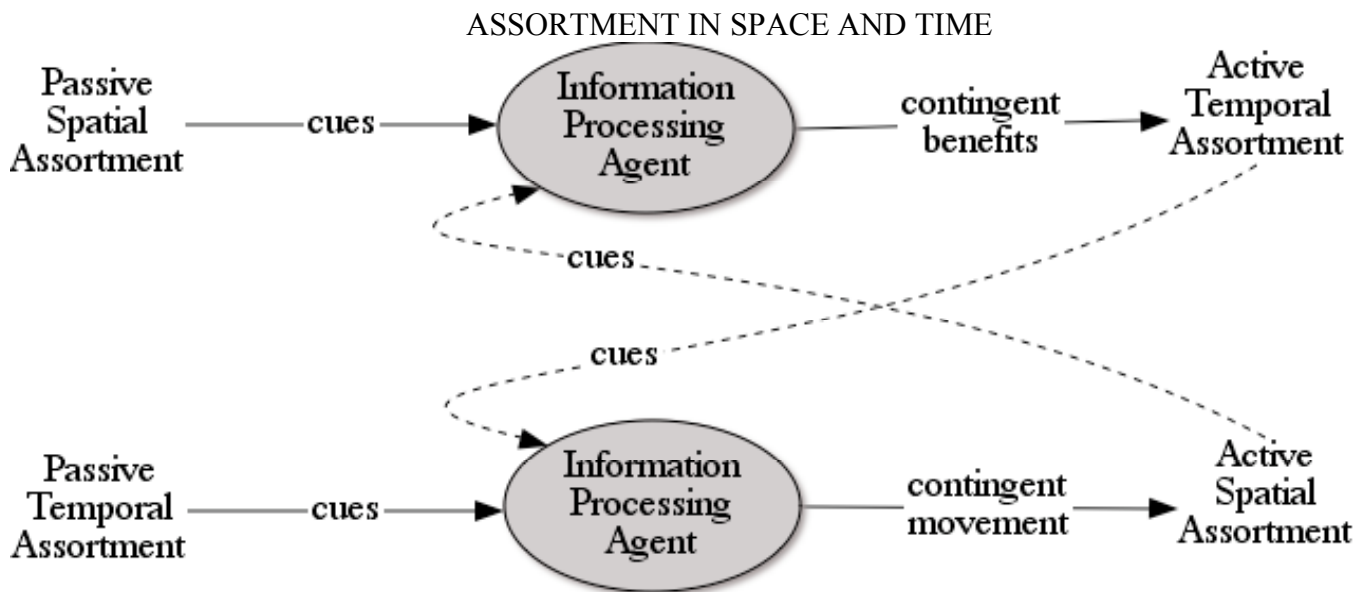 ASSORTMENT IN SPACE AND TIME
Passive
Spatial
Assortment
cues
Information
Processing
Agent
contingent
benefits
Active
Temporal
Assortment
cues
cues
Passive
Temporal
Assortment
cues
Information
Processing
Agent
contingent
movement
Active
Spatial
Assortment